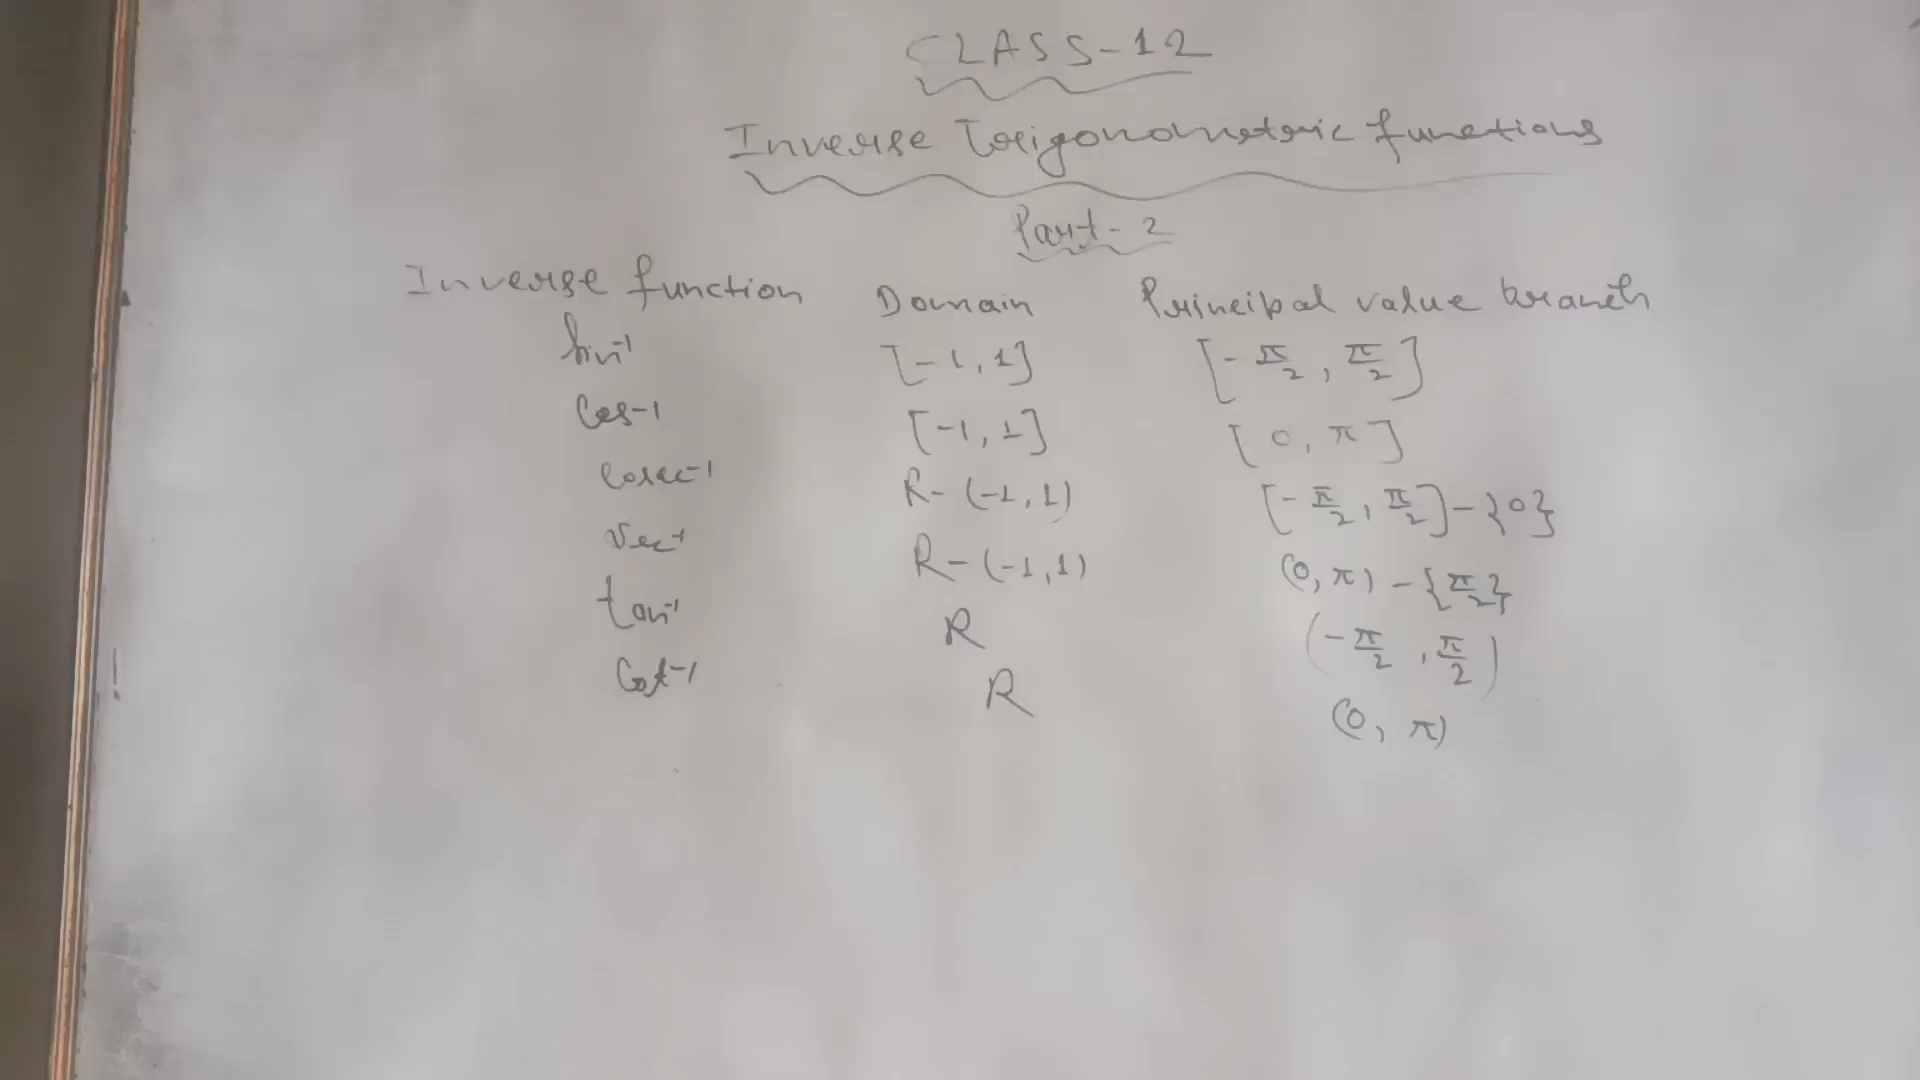 CLASS-12
Inverse Trigonometric functions
Part-2
Inverse function Domain Principal value branch
Sin⁻¹ [-1, 1] [-π/2, π/2]
Cos⁻¹ [-1, 1] [0, π]
Cosec⁻¹ R-(-1, 1) [-π/2, π/2]-{0}
Sec⁻¹ R-(-1, 1) (0, π)-{π/2}
tan⁻¹ R (-π/2, π/2)
Cot⁻¹ R (0, π)